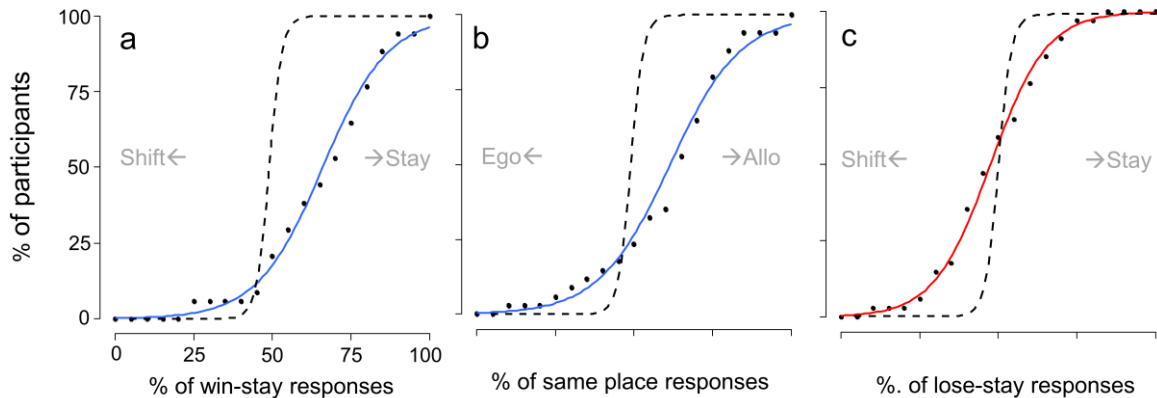 % of participants
100
75
50
25
0
a
Shift←
→Stay
0
25
50
75
100
% of win-stay responses
b
Ego←
→Allo
% of same place responses
c
Shift←
→Stay
%. of lose-stay responses